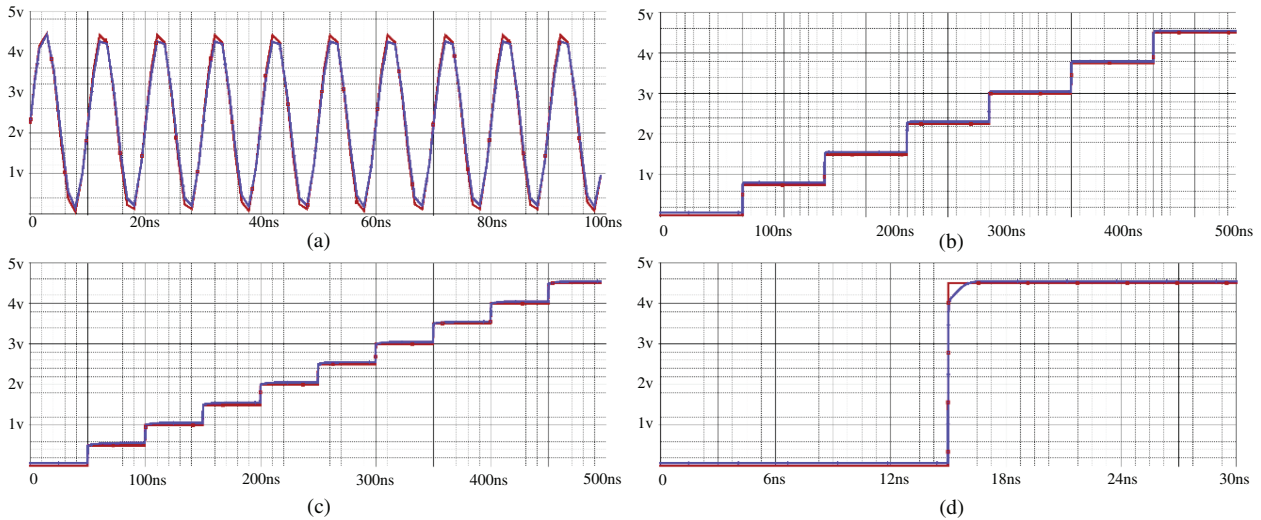 5v
4v
3v
2v
1v
0 20ns 40ns 60ns 80ns 100ns
(a)
5v
4v
3v
2v
1v
0 100ns 200ns 300ns 400ns 500ns
(b)
5v
4v
3v
2v
1v
0 100ns 200ns 300ns 400ns 500ns
(c)
5v
4v
3v
2v
1v
0 6ns 12ns 18ns 24ns 30ns
(d)